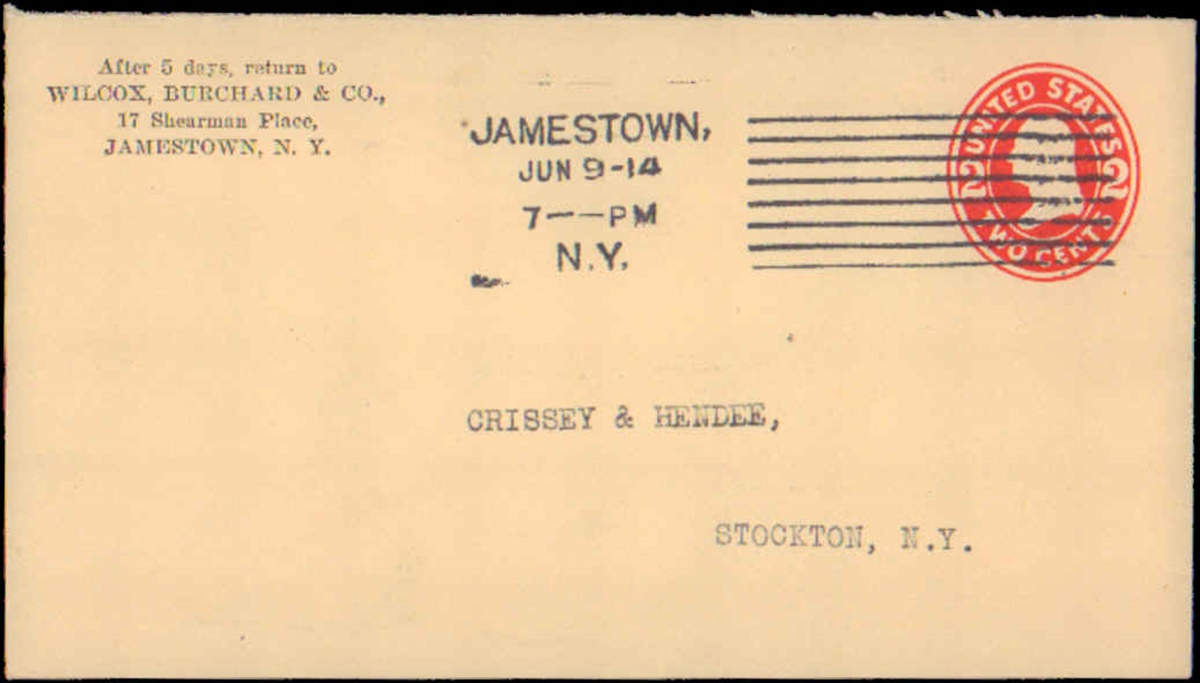 After 5 days, return to
WILCOX, BURCHARD & CO.,
17 Shearman Place,
JAMESTOWN, N. Y.
JAMESTOWN,
JUN 9-14
7——PM
N.Y.
UNITED STATES
2 2
TWO CENTS
CRISSEY & HENDEE,
STOCKTON, N.Y.